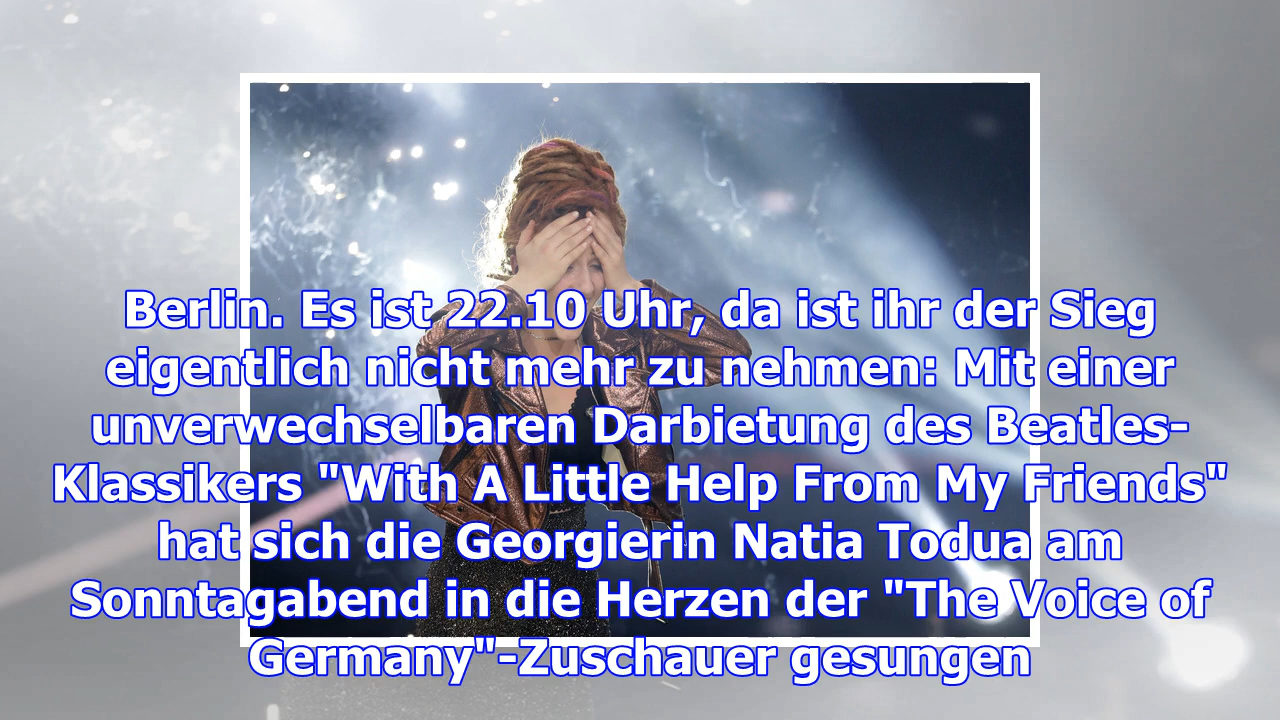 Berlin. Es ist 22.10 Uhr, da ist ihr der Sieg
eigentlich nicht mehr zu nehmen: Mit einer
unverwechselbaren Darbietung des Beatles-
Klassikers "With A Little Help From My Friends"
hat sich die Georgierin Natia Todua am
Sonntagabend in die Herzen der "The Voice of
Germany"-Zuschauer gesungen